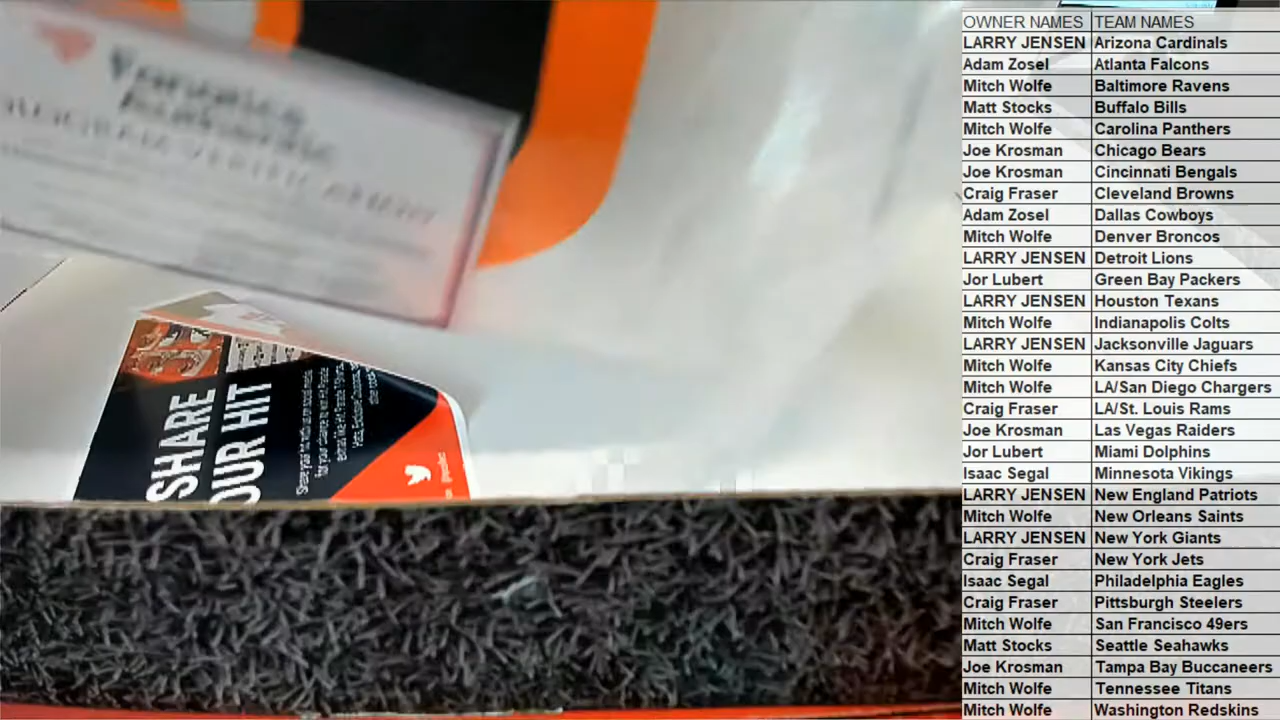 SHARE
OUR HIT
OWNER NAMES TEAM NAMES
LARRY JENSEN Arizona Cardinals
Adam Zosel Atlanta Falcons
Mitch Wolfe Baltimore Ravens
Matt Stocks Buffalo Bills
Mitch Wolfe Carolina Panthers
Joe Krosman Chicago Bears
Joe Krosman Cincinnati Bengals
Craig Fraser Cleveland Browns
Adam Zosel Dallas Cowboys
Mitch Wolfe Denver Broncos
LARRY JENSEN Detroit Lions
Jor Lubert Green Bay Packers
LARRY JENSEN Houston Texans
Mitch Wolfe Indianapolis Colts
LARRY JENSEN Jacksonville Jaguars
Mitch Wolfe Kansas City Chiefs
Mitch Wolfe LA/San Diego Chargers
Craig Fraser LA/St. Louis Rams
Joe Krosman Las Vegas Raiders
Jor Lubert Miami Dolphins
Isaac Segal Minnesota Vikings
LARRY JENSEN New England Patriots
Mitch Wolfe New Orleans Saints
LARRY JENSEN New York Giants
Craig Fraser New York Jets
Isaac Segal Philadelphia Eagles
Craig Fraser Pittsburgh Steelers
Mitch Wolfe San Francisco 49ers
Matt Stocks Seattle Seahawks
Joe Krosman Tampa Bay Buccaneers
Mitch Wolfe Tennessee Titans
Mitch Wolfe Washington Redskins